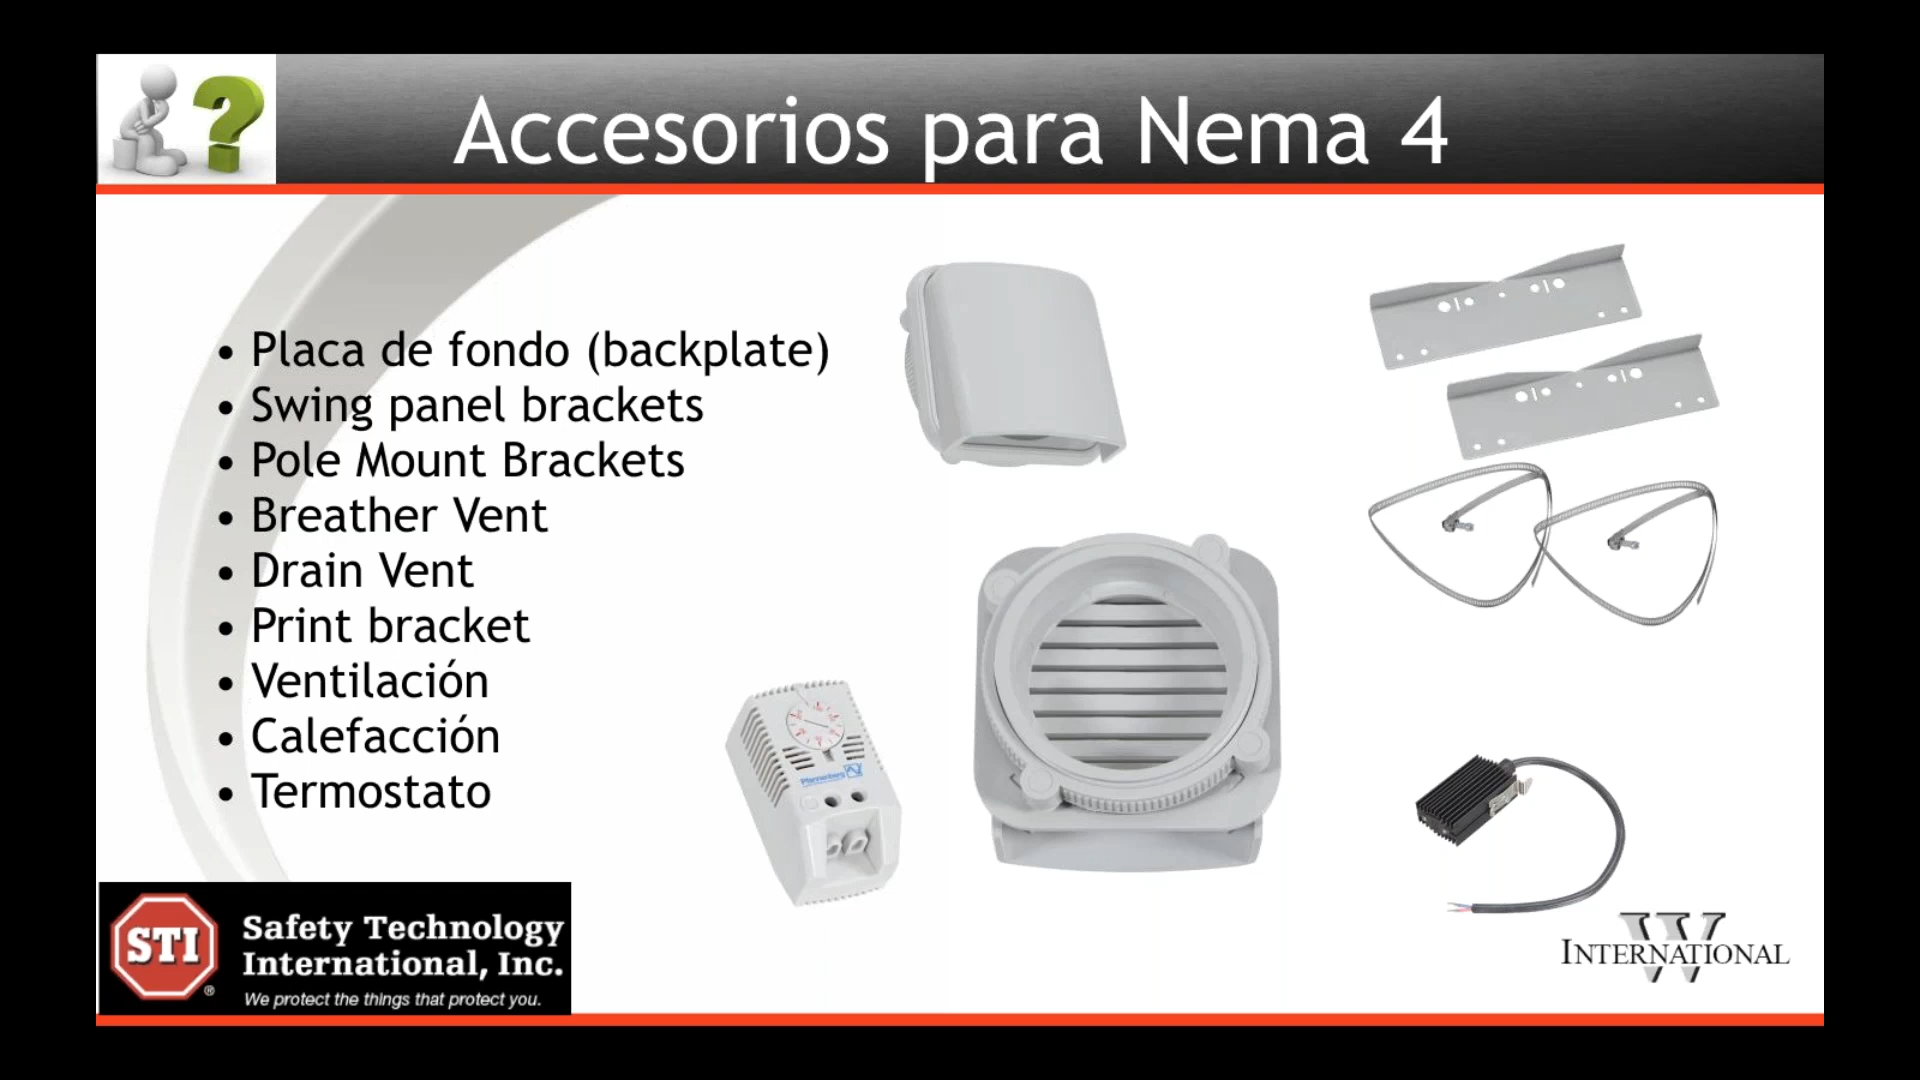 Accesorios para Nema 4
• Placa de fondo (backplate)
• Swing panel brackets
• Pole Mount Brackets
• Breather Vent
• Drain Vent
• Print bracket
• Ventilación
• Calefacción
• Termostato
Pfannenberg
STI
®
Safety Technology
International, Inc.
We protect the things that protect you.
W
INTERNATIONAL